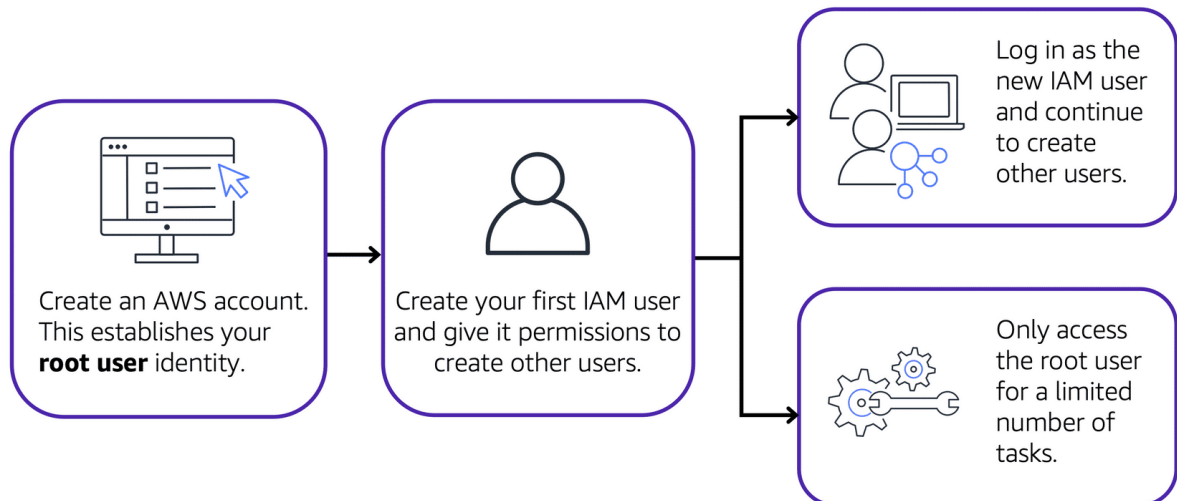 Create an AWS account.
This establishes your
root user identity.
Create your first IAM user
and give it permissions to
create other users.
Log in as the
new IAM user
and continue
to create
other users.
Only access
the root user
for a limited
number of
tasks.